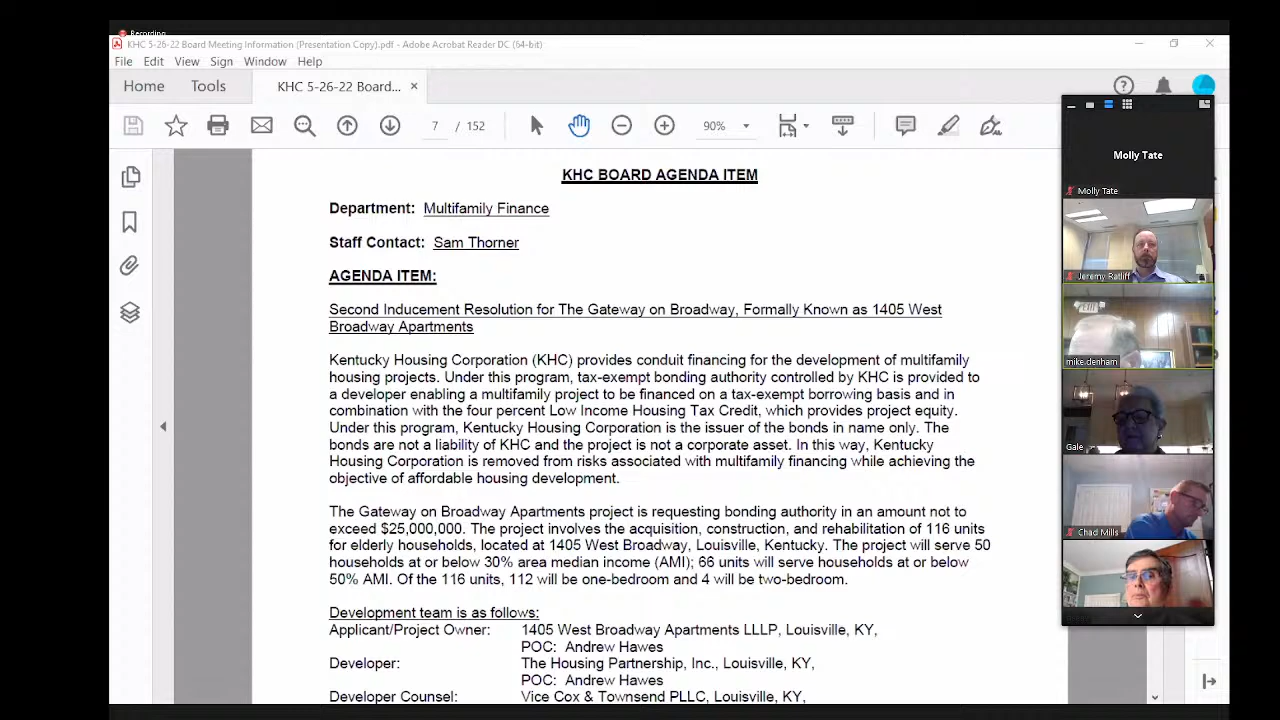 Recording
KHC 5-26-22 Board Meeting Information (Presentation Copy).pdf - Adobe Acrobat Reader DC (64-bit)
File Edit View Sign Window Help
Home Tools KHC 5-26-22 Board... ×
7 / 152 90%
KHC BOARD AGENDA ITEM
Department: Multifamily Finance
Staff Contact: Sam Thorner
AGENDA ITEM:
Second Inducement Resolution for The Gateway on Broadway, Formally Known as 1405 West
Broadway Apartments
Kentucky Housing Corporation (KHC) provides conduit financing for the development of multifamily
housing projects. Under this program, tax-exempt bonding authority controlled by KHC is provided to
a developer enabling a multifamily project to be financed on a tax-exempt borrowing basis and in
combination with the four percent Low Income Housing Tax Credit, which provides project equity.
Under this program, Kentucky Housing Corporation is the issuer of the bonds in name only. The
bonds are not a liability of KHC and the project is not a corporate asset. In this way, Kentucky
Housing Corporation is removed from risks associated with multifamily financing while achieving the
objective of affordable housing development.
The Gateway on Broadway Apartments project is requesting bonding authority in an amount not to
exceed $25,000,000. The project involves the acquisition, construction, and rehabilitation of 116 units
for elderly households, located at 1405 West Broadway, Louisville, Kentucky. The project will serve 50
households at or below 30% area median income (AMI); 66 units will serve households at or below
50% AMI. Of the 116 units, 112 will be one-bedroom and 4 will be two-bedroom.
Development team is as follows:
Applicant/Project Owner: 1405 West Broadway Apartments LLLP, Louisville, KY,
POC: Andrew Hawes
Developer: The Housing Partnership, Inc., Louisville, KY,
POC: Andrew Hawes
Developer Counsel: Vice Cox & Townsend PLLC, Louisville, KY,
Molly Tate
Molly Tate
Jeremy Ratliff
mike.denham
Gale
Chad Mills